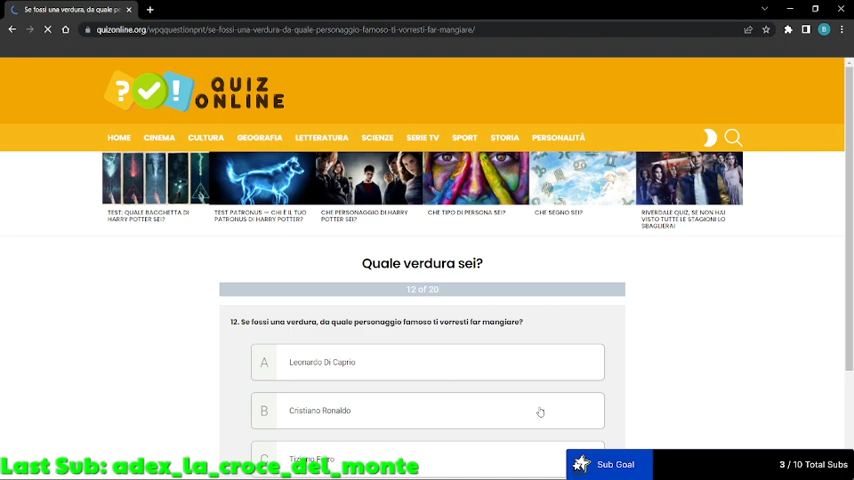 Se fossi una verdura, da quale pe
quizonline.org/wpqquestionpnt/se-fossi-una-verdura-da-quale-personaggio-famoso-ti-vorresti-far-mangiare/
B
? !
QUIZ
ONLINE
HOME CINEMA CULTURA GEOGRAFIA LETTERATURA SCIENZE SERIE TV SPORT STORIA PERSONALITÀ
TEST: QUALE BACCHETTA DI
HARRY POTTER SEI?
TEST PATRONUS — CHI È IL TUO
PATRONUS DI HARRY POTTER?
CHE PERSONAGGIO DI HARRY
POTTER SEI?
CHE TIPO DI PERSONA SEI?
CHE SEGNO SEI?
RIVERDALE QUIZ, SE NON HAI
VISTO TUTTE LE STAGIONI LO
SBAGLIERAI
Quale verdura sei?
12 of 20
12. Se fossi una verdura, da quale personaggio famoso ti vorresti far mangiare?
A Leonardo Di Caprio
B Cristiano Ronaldo
C Tiziano Ferro
Last Sub: adex_la_croce_del_monte
Sub Goal
3 / 10 Total Subs